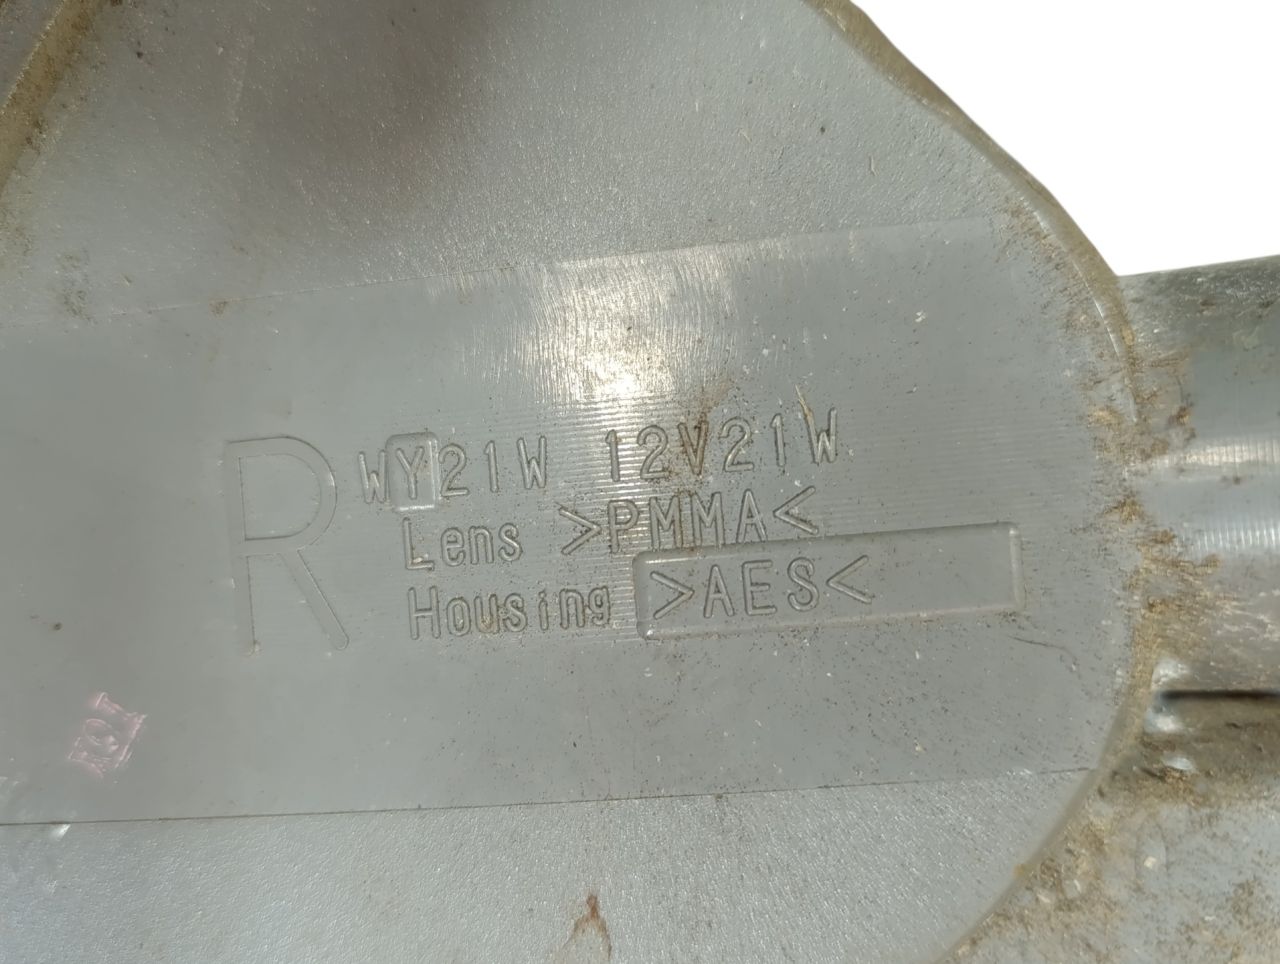 R
WY21W 12V21W
Lens >PMMA<
Housing >AES<